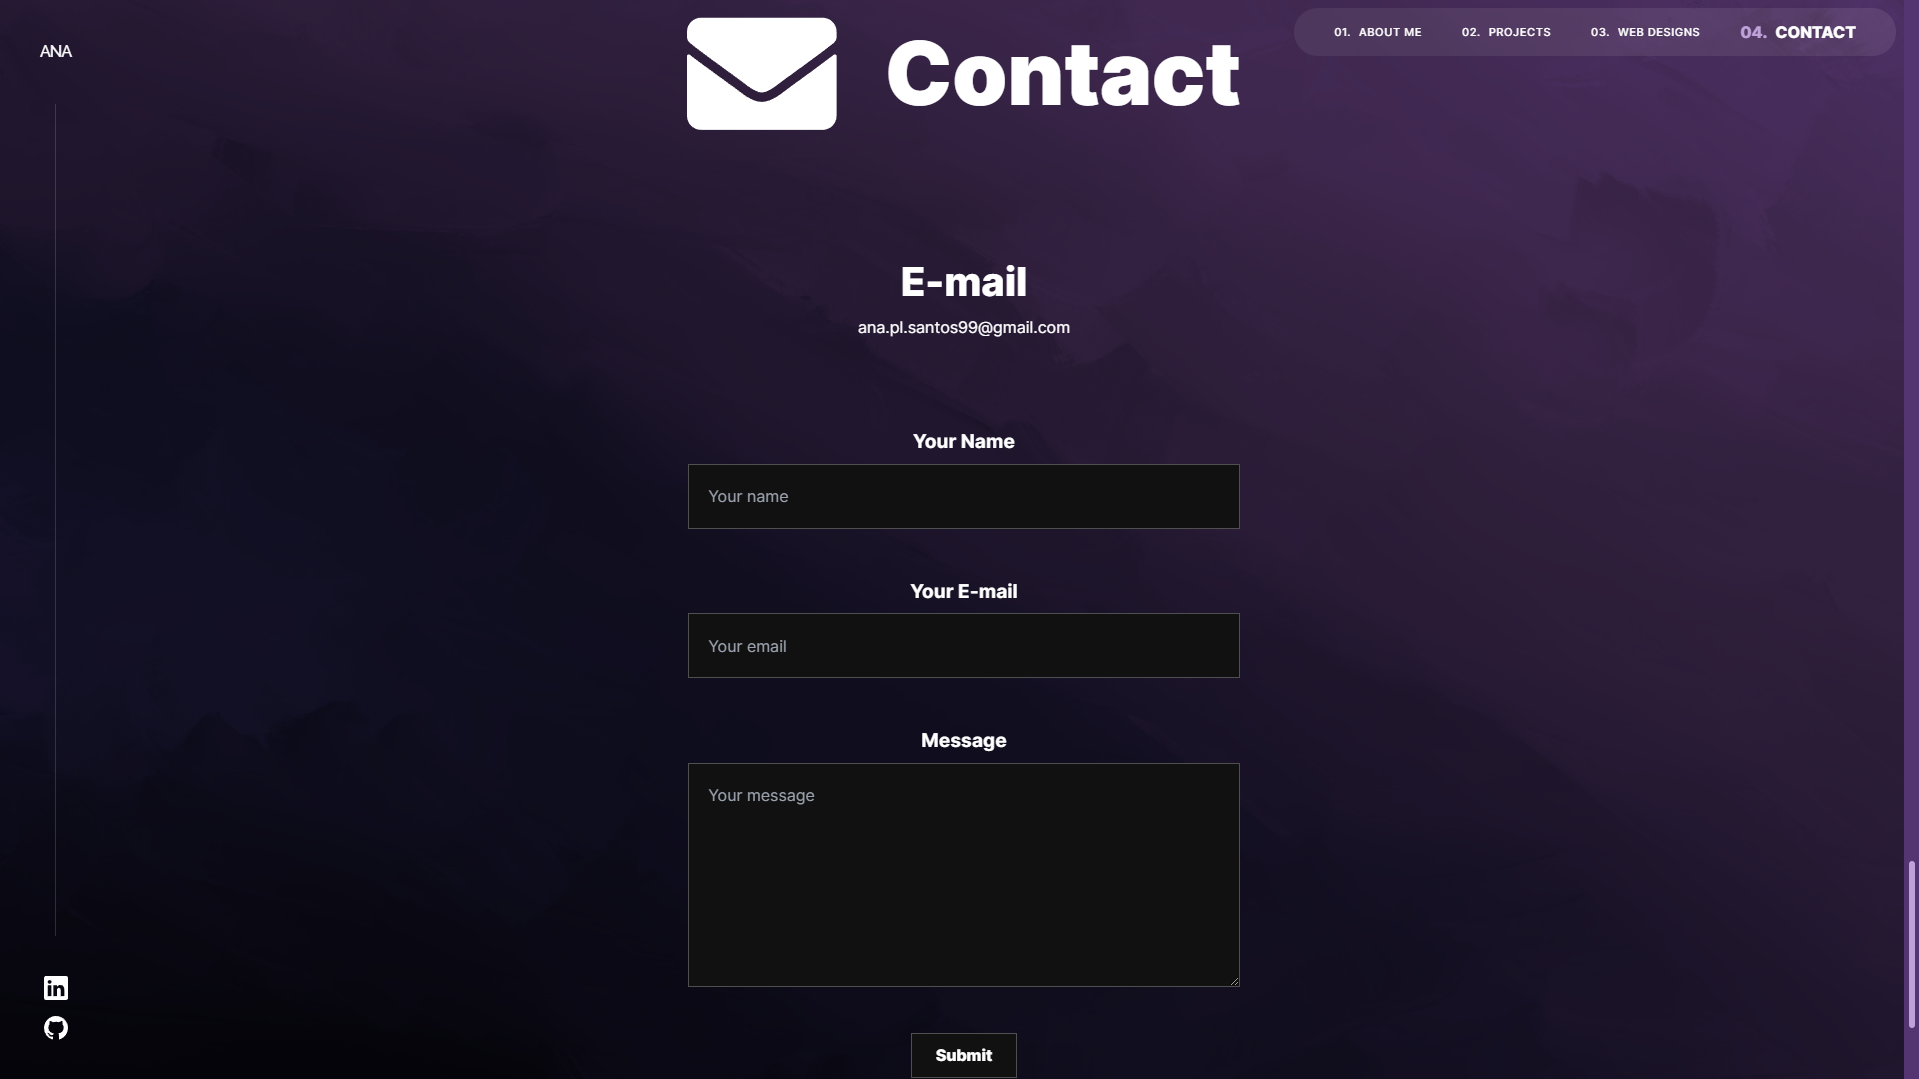 ANA
01. ABOUT ME
02. PROJECTS
03. WEB DESIGNS
04. CONTACT
Contact
E-mail
ana.pl.santos99@gmail.com
Your Name
Your name
Your E-mail
Your email
Message
Your message
Submit